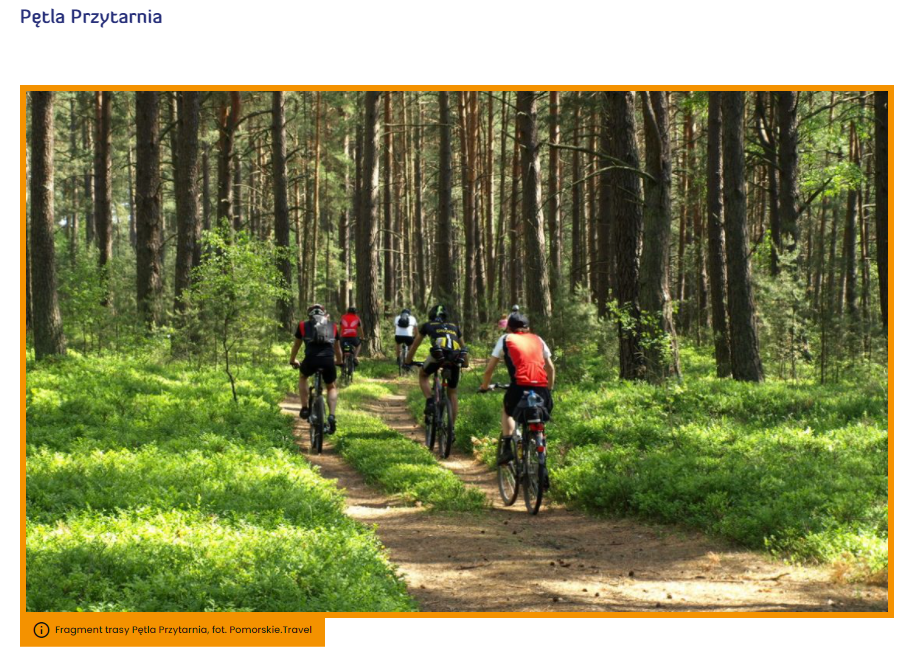 Pętla Przytarnia
Fragment trasy Pętla Przytarnia, fot. Pomorskie.Travel